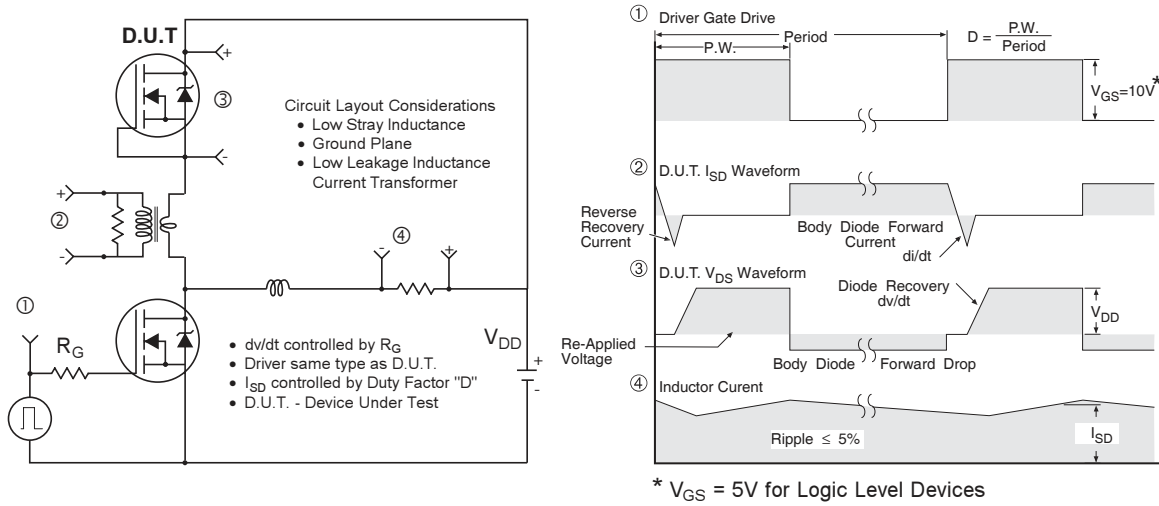 D.U.T
+
③
-
Circuit Layout Considerations
• Low Stray Inductance
• Ground Plane
• Low Leakage Inductance
Current Transformer
+
②
-
④
-
+
①
R_G
• dv/dt controlled by R_G
• Driver same type as D.U.T.
• I_SD controlled by Duty Factor "D"
• D.U.T. - Device Under Test
V_DD
+
-
① Driver Gate Drive
P.W.
Period
D = P.W. / Period
V_GS=10V *
② D.U.T. I_SD Waveform
Reverse
Recovery
Current
Body Diode Forward
Current
di/dt
③ D.U.T. V_DS Waveform
Diode Recovery
dv/dt
V_DD
Re-Applied
Voltage
Body Diode Forward Drop
④ Inductor Curent
Ripple ≤ 5%
I_SD
* V_GS = 5V for Logic Level Devices